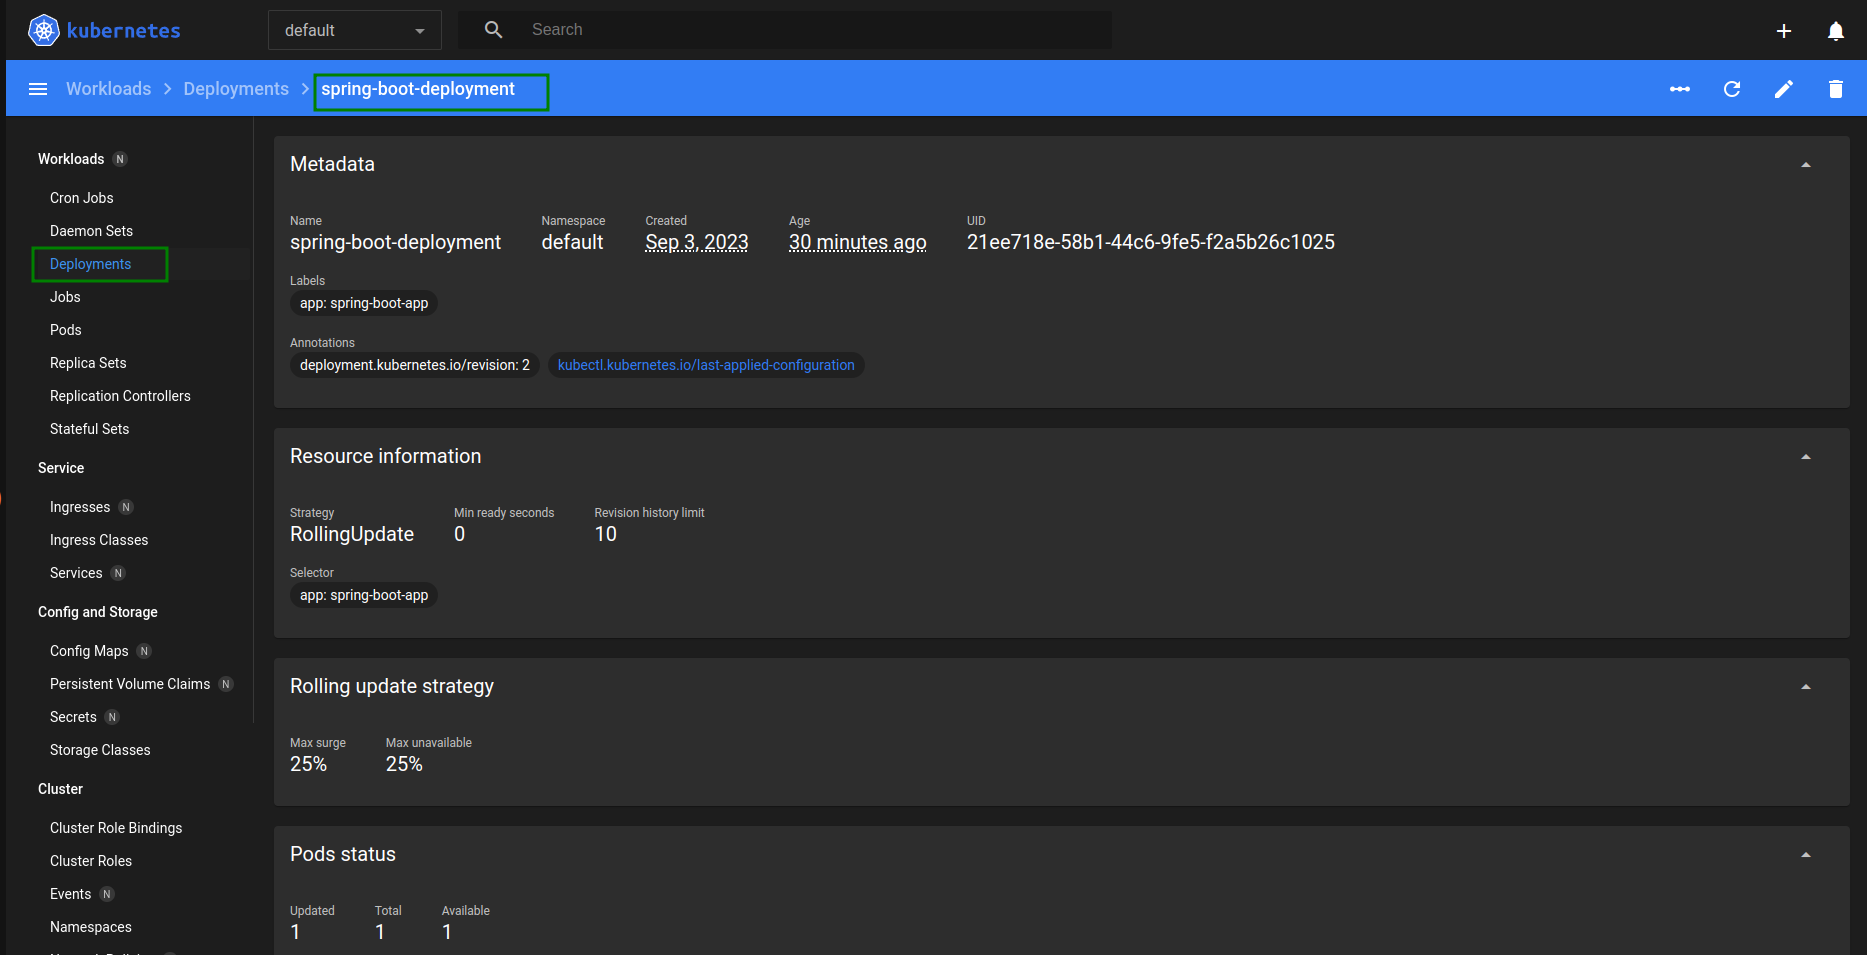 kubernetes
default
Search
Workloads > Deployments > spring-boot-deployment
Workloads N
Cron Jobs
Daemon Sets
Deployments
Jobs
Pods
Replica Sets
Replication Controllers
Stateful Sets
Service
Ingresses N
Ingress Classes
Services N
Config and Storage
Config Maps N
Persistent Volume Claims N
Secrets N
Storage Classes
Cluster
Cluster Role Bindings
Cluster Roles
Events N
Namespaces
Metadata
Name Namespace Created Age UID
spring-boot-deployment default Sep 3, 2023 30 minutes ago 21ee718e-58b1-44c6-9fe5-f2a5b26c1025
Labels
app: spring-boot-app
Annotations
deployment.kubernetes.io/revision: 2 kubectl.kubernetes.io/last-applied-configuration
Resource information
Strategy Min ready seconds Revision history limit
RollingUpdate 0 10
Selector
app: spring-boot-app
Rolling update strategy
Max surge Max unavailable
25% 25%
Pods status
Updated Total Available
1 1 1